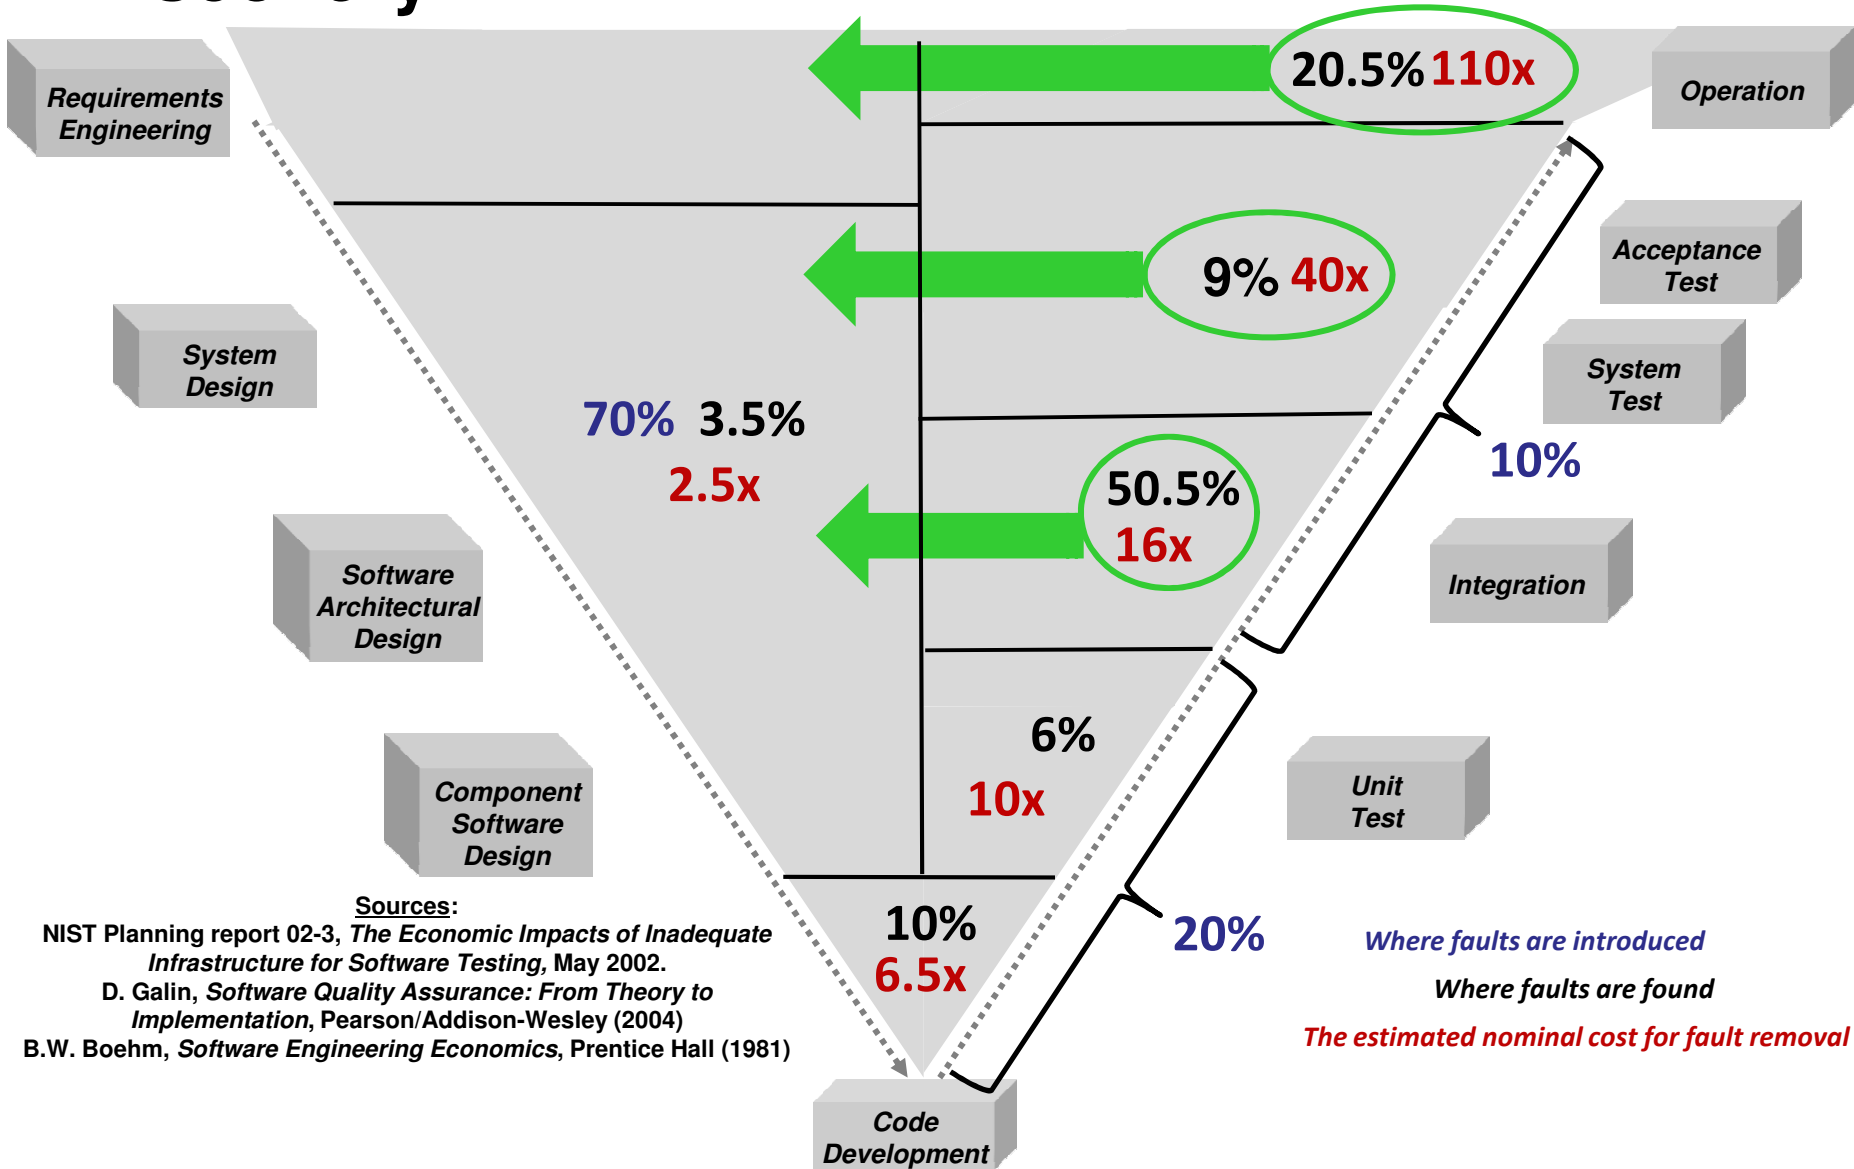 20.5% 110x
Requirements
Engineering
Operation
9% 40x
Acceptance
Test
System
Design
System
Test
70% 3.5%
2.5x
10%
50.5%
16x
Software
Architectural
Design
Integration
6%
10x
Component
Software
Design
Unit
Test
Sources:
NIST Planning report 02-3, The Economic Impacts of Inadequate
Infrastructure for Software Testing, May 2002.
D. Galin, Software Quality Assurance: From Theory to
Implementation, Pearson/Addison-Wesley (2004)
B.W. Boehm, Software Engineering Economics, Prentice Hall (1981)
10%
6.5x
20%
Where faults are introduced
Where faults are found
The estimated nominal cost for fault removal
Code
Development